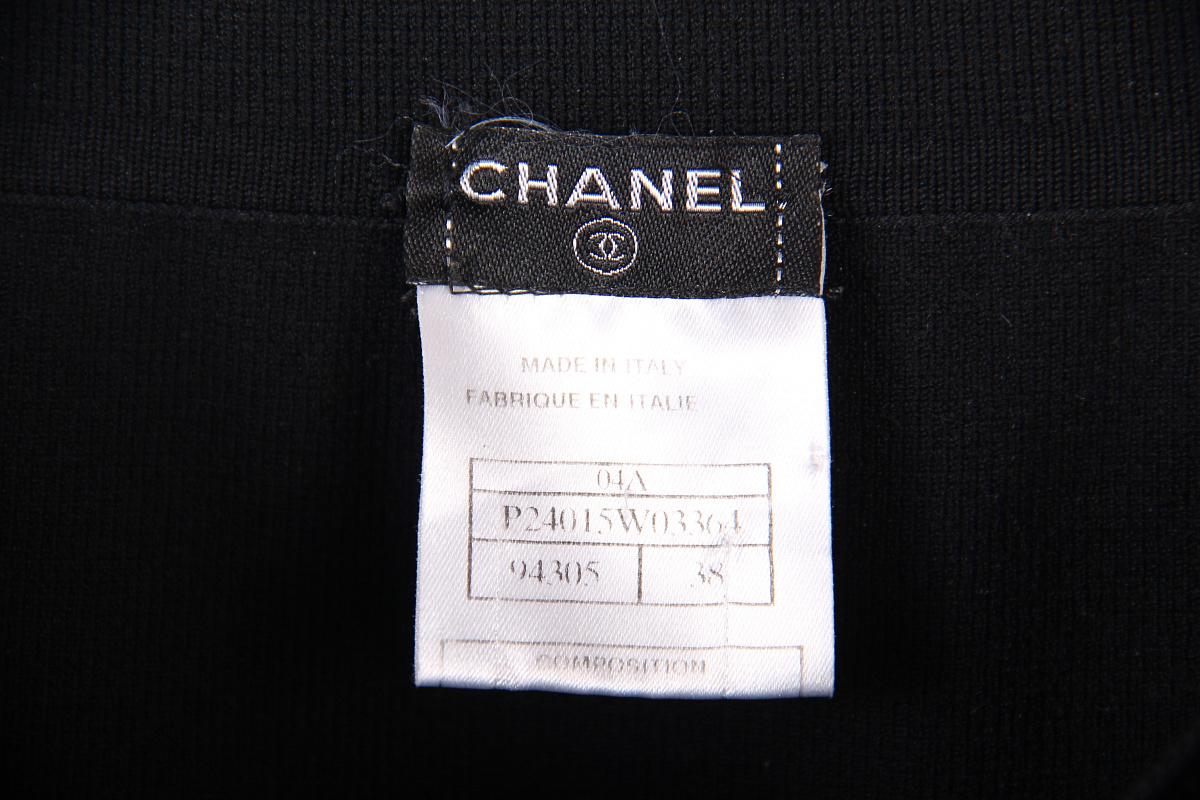 CHANEL
MADE IN ITALY
FABRIQUE EN ITALIE
04A
P24015W03364
94305 38
COMPOSITION